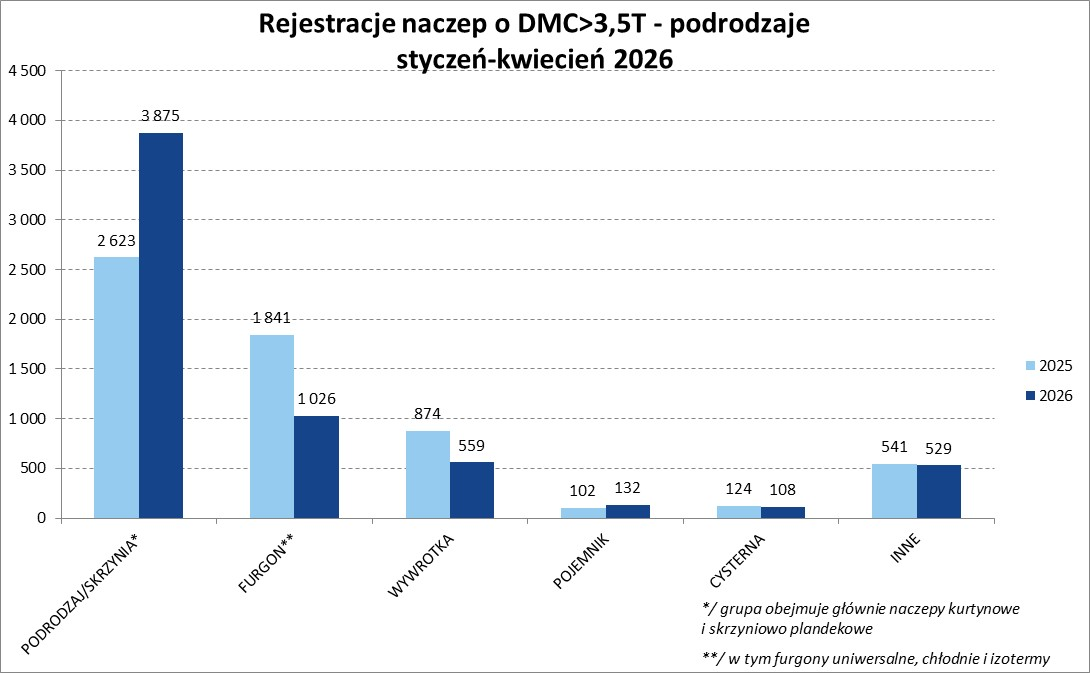 Rejestracje naczep o DMC>3,5T - podrodzaje
styczeń-kwiecień 2026
4 500
4 000
3 500
3 000
2 500
2 000
1 500
1 000
500
0
2 623
3 875
1 841
1 026
874
559
102
132
124
108
541
529
2025
2026
PODRODZAJ/SKRZYNIA*
FURGON**
WYWROTKA
POJEMNIK
CYSTERNA
INNE
*/ grupa obejmuje głównie naczepy kurtynowe
i skrzyniowo plandekowe
**/ w tym furgony uniwersalne, chłodnie i izotermy